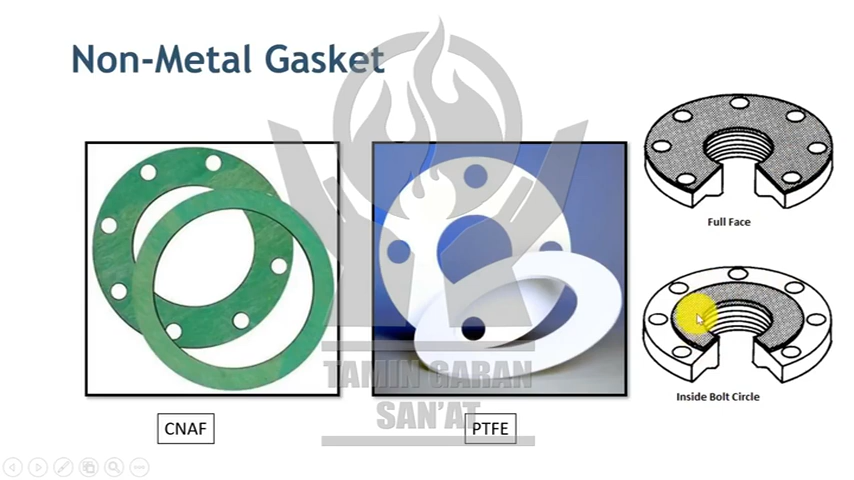 Non-Metal Gasket
Full Face
TAMIN GARAN
SAN'AT
Inside Bolt Circle
CNAF
PTFE